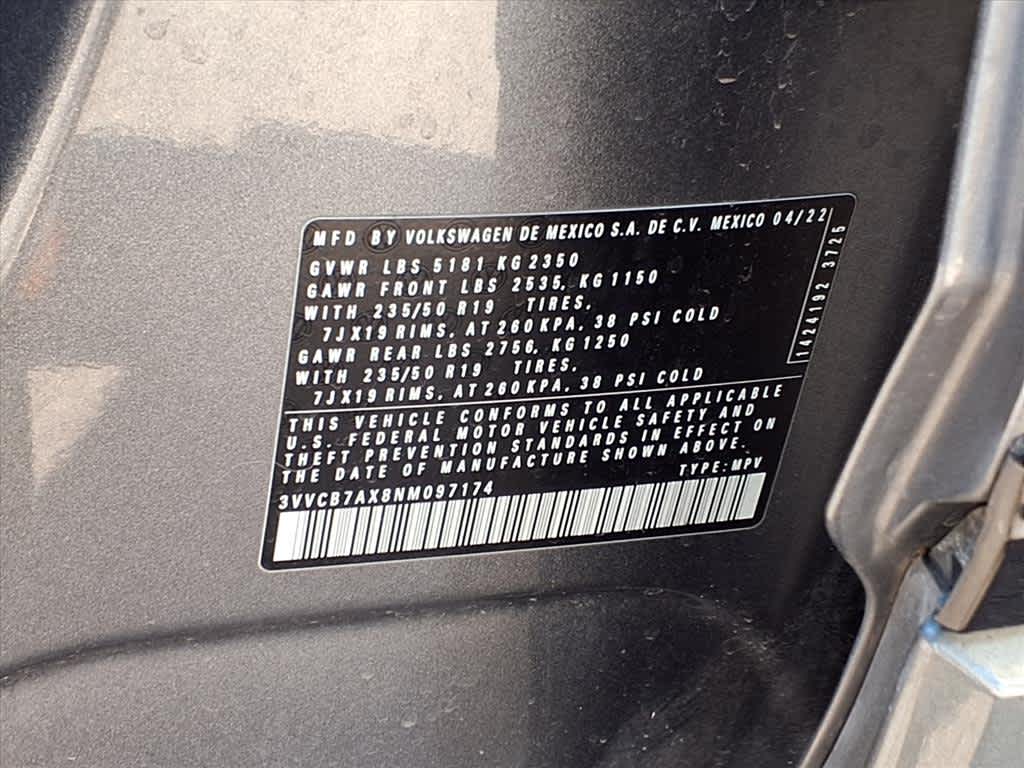 MFD BY VOLKSWAGEN DE MEXICO S.A. DE C.V. MEXICO 04/22
GVWR LBS 5181 KG 2350
GAWR FRONT LBS 2535, KG 1150
WITH 235/50 R19 TIRES,
7JX19 RIMS, AT 260 KPA, 38 PSI COLD
GAWR REAR LBS 2756, KG 1250
WITH 235/50 R19 TIRES,
7JX19 RIMS, AT 260 KPA, 38 PSI COLD
1424192 3725
THIS VEHICLE CONFORMS TO ALL APPLICABLE
U.S. FEDERAL MOTOR VEHICLE SAFETY AND
THEFT PREVENTION STANDARDS IN EFFECT ON
THE DATE OF MANUFACTURE SHOWN ABOVE.
TYPE: MPV
3VVCB7AX8NM097174